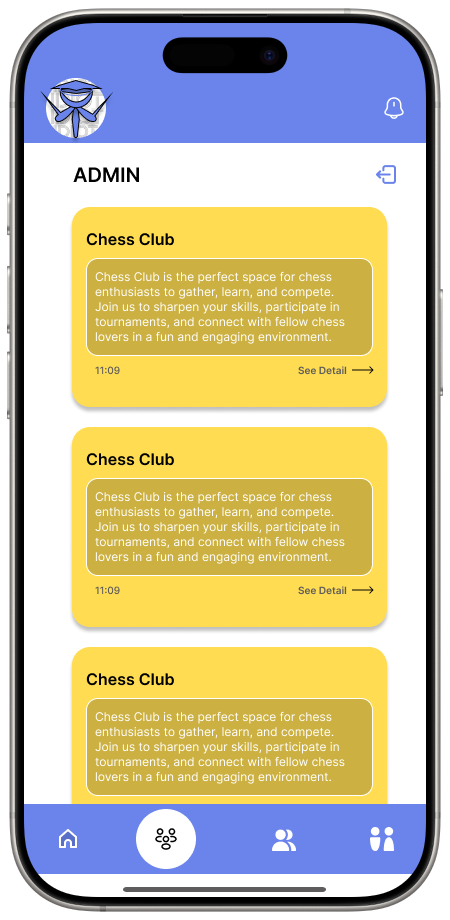 ADMIN
Chess Club
Chess Club is the perfect space for chess
enthusiasts to gather, learn, and compete.
Join us to sharpen your skills, participate in
tournaments, and connect with fellow chess
lovers in a fun and engaging environment.
11:09 See Detail
Chess Club
Chess Club is the perfect space for chess
enthusiasts to gather, learn, and compete.
Join us to sharpen your skills, participate in
tournaments, and connect with fellow chess
lovers in a fun and engaging environment.
11:09 See Detail
Chess Club
Chess Club is the perfect space for chess
enthusiasts to gather, learn, and compete.
Join us to sharpen your skills, participate in
tournaments, and connect with fellow chess
lovers in a fun and engaging environment.